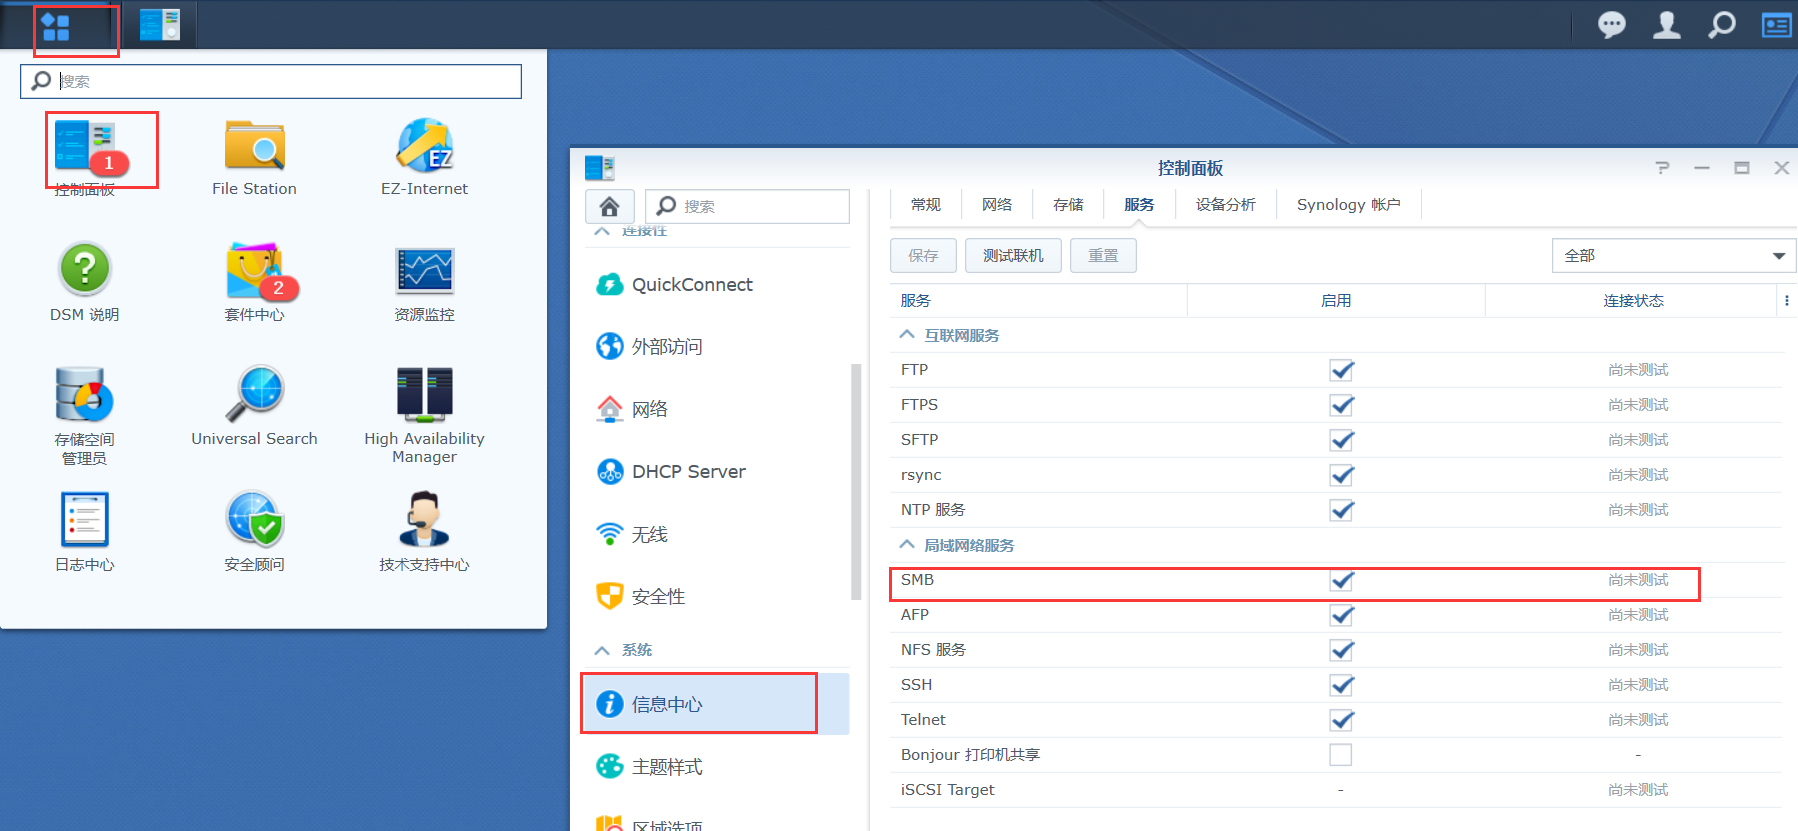 搜索
控制面板
1
File Station
EZ-Internet
EZ
DSM 说明
套件中心
2
资源监控
存储空间
管理员
Universal Search
High Availability
Manager
日志中心
安全顾问
技术支持中心
控制面板
搜索
连接性
QuickConnect
外部访问
网络
DHCP Server
无线
安全性
系统
信息中心
主题样式
区域选项
常规 网络 存储 服务 设备分析 Synology 帐户
保存 测试联机 重置 全部
服务 启用 连接状态
互联网服务
FTP 尚未测试
FTPS 尚未测试
SFTP 尚未测试
rsync 尚未测试
NTP 服务 尚未测试
局域网络服务
SMB 尚未测试
AFP 尚未测试
NFS 服务 尚未测试
SSH 尚未测试
Telnet 尚未测试
Bonjour 打印机共享 -
iSCSI Target - 尚未测试